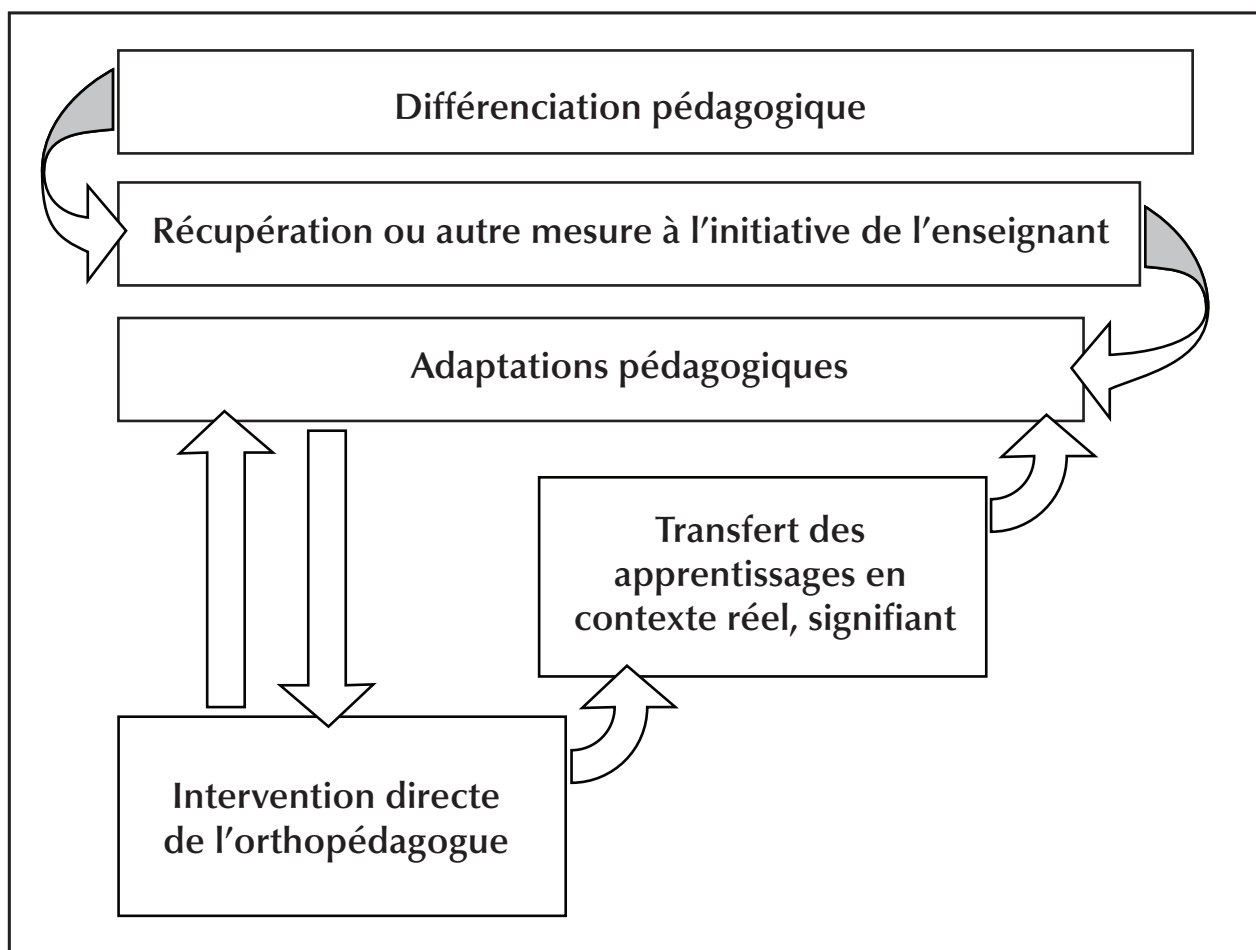 Différenciation pédagogique
Récupération ou autre mesure à l’initiative de l’enseignant
Adaptations pédagogiques
Transfert des
apprentissages en
contexte réel, signifiant
Intervention directe
de l’orthopédagogue